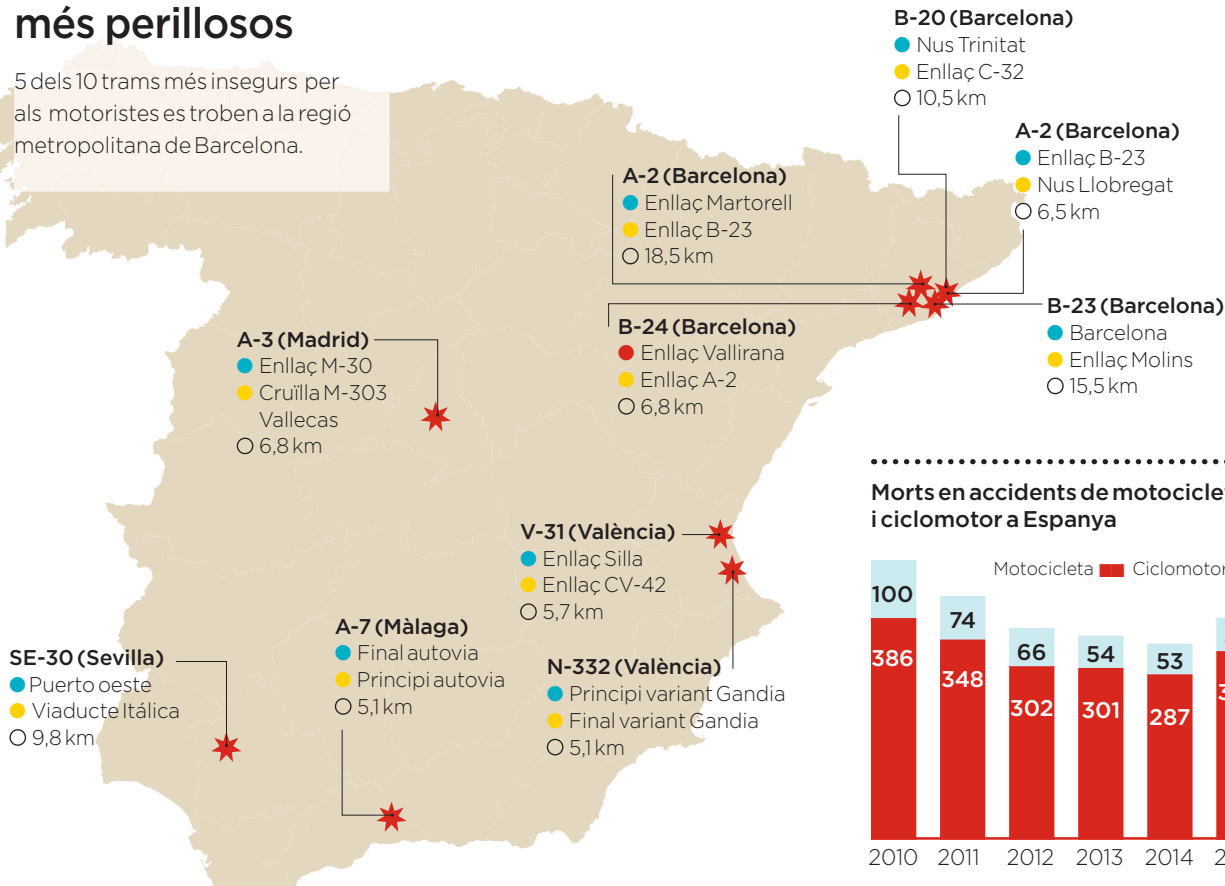 més perillosos
5 dels 10 trams més insegurs per
als motoristes es troben a la regió
metropolitana de Barcelona.
B-20 (Barcelona)
Nus Trinitat
Enllaç C-32
10,5 km
A-2 (Barcelona)
Enllaç B-23
Nus Llobregat
6,5 km
A-2 (Barcelona)
Enllaç Martorell
Enllaç B-23
18,5 km
B-24 (Barcelona)
Enllaç Vallirana
Enllaç A-2
6,8 km
B-23 (Barcelona)
Barcelona
Enllaç Molins
15,5 km
A-3 (Madrid)
Enllaç M-30
Cruïlla M-303
Vallecas
6,8 km
V-31 (València)
Enllaç Silla
Enllaç CV-42
5,7 km
A-7 (Màlaga)
Final autovia
Principi autovia
5,1 km
N-332 (València)
Principi variant Gandia
Final variant Gandia
5,1 km
SE-30 (Sevilla)
Puerto oeste
Viaducte Itálica
9,8 km
Morts en accidents de motociclet
i ciclomotor a Espanya
Motocicleta Ciclomotor
100 74 66 54 53
386 348 302 301 287 3
2010 2011 2012 2013 2014 2